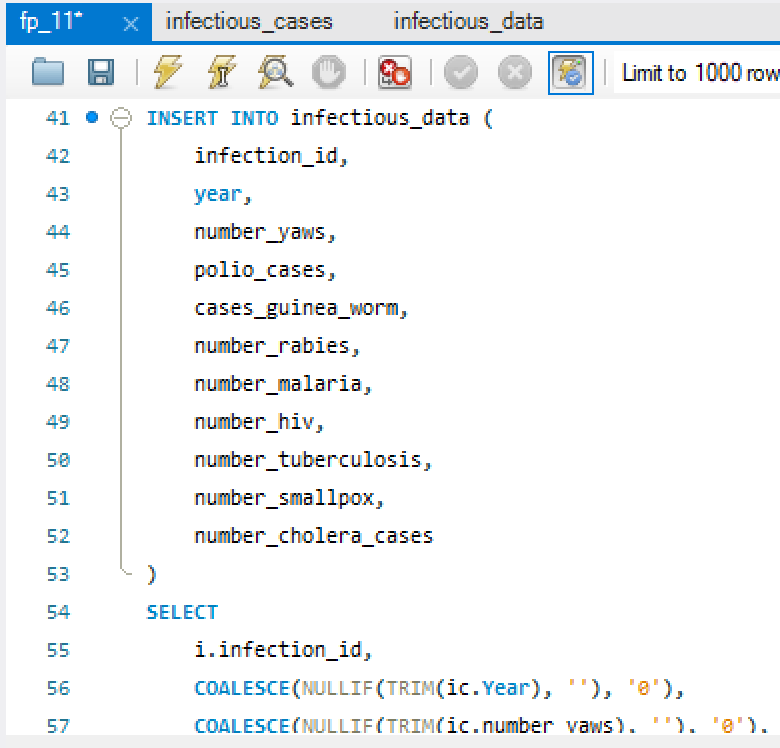 fp_11* × infectious_cases infectious_data
Limit to 1000 row
41 INSERT INTO infectious_data (
42 infection_id,
43 year,
44 number_yaws,
45 polio_cases,
46 cases_guinea_worm,
47 number_rabies,
48 number_malaria,
49 number_hiv,
50 number_tuberculosis,
51 number_smallpox,
52 number_cholera_cases
53 )
54 SELECT
55 i.infection_id,
56 COALESCE(NULLIF(TRIM(ic.Year), ''), '0'),
57 COALESCE(NULLIF(TRIM(ic.number_yaws), ''), '0'),